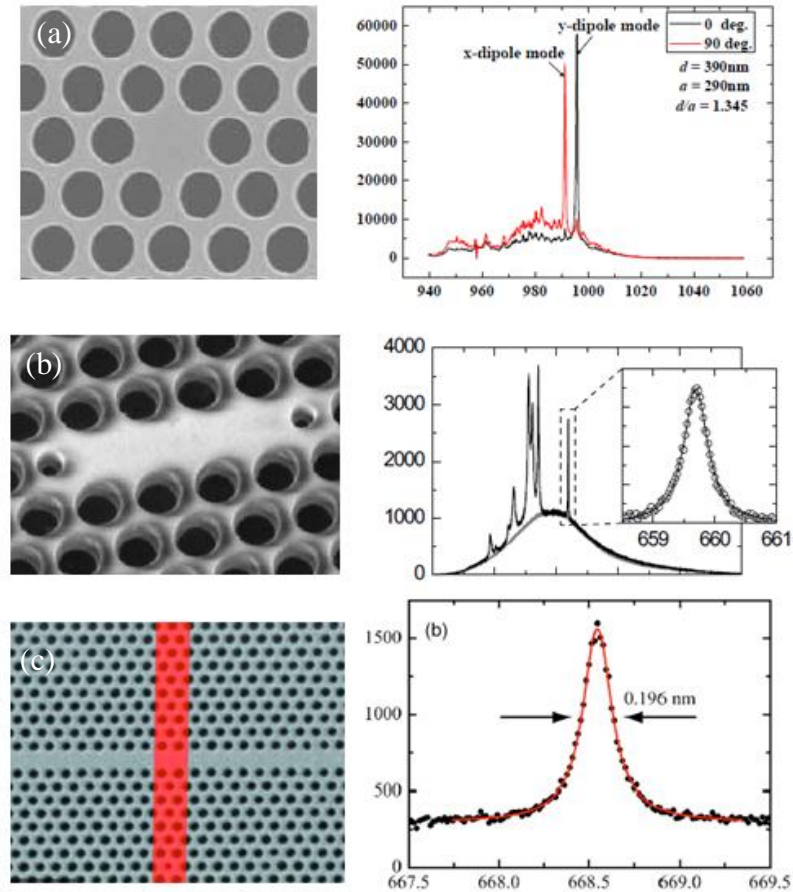 (a)
60000
50000
40000
30000
20000
10000
0
y-dipole mode
x-dipole mode
0 deg.
90 deg.
d = 390nm
a = 290nm
d/a = 1.345
940 960 980 1000 1020 1040 1060
(b)
4000
3000
2000
1000
0
659 660 661
(c)
(b)
1500
1000
500
0
0.196 nm
667.5 668.0 668.5 669.0 669.5